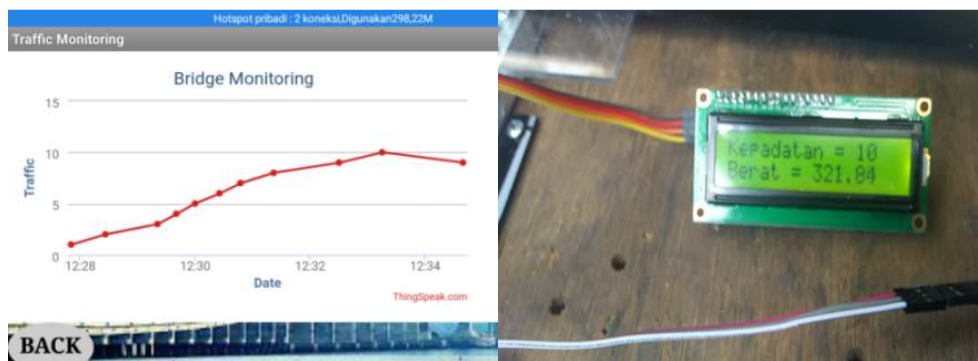 Hotspot pribadi : 2 koneksi,Digunakan298,22M
Traffic Monitoring
Bridge Monitoring
15
10
5
0
Traffic
12:28 12:30 12:32 12:34
Date
ThingSpeak.com
BACK
Kepadatan = 10
Berat = 321.84